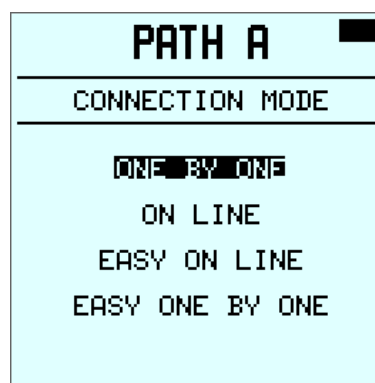 PATH A
CONNECTION MODE
ONE BY ONE
ON LINE
EASY ON LINE
EASY ONE BY ONE